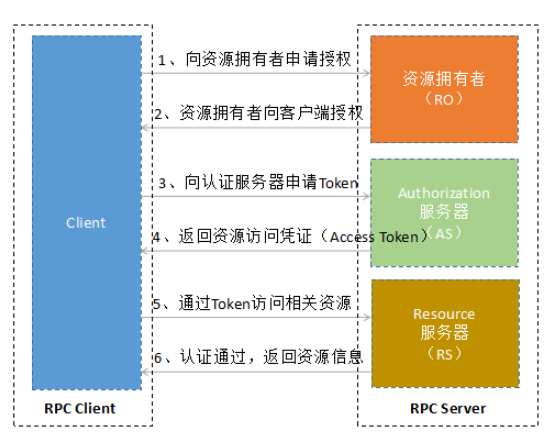 1、向资源拥有者申请授权
资源拥有者
（RO）
2、资源拥有者向客户端授权
3、向认证服务器申请Token
Authorization
服务器
（AS）
Client
4、返回资源访问凭证（Access Token）
5、通过Token访问相关资源
Resource
服务器
（RS）
6、认证通过，返回资源信息
RPC Client
RPC Server